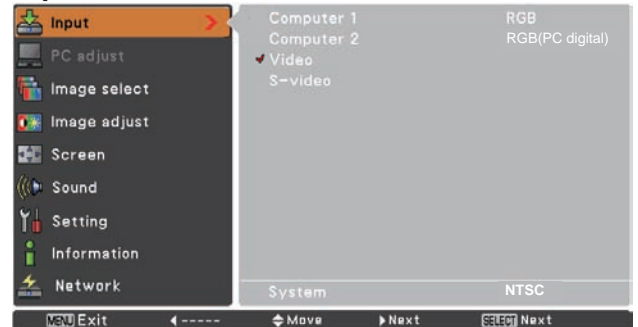 Input
PC adjust
Image select
Image adjust
Screen
Sound
Setting
Information
Network
Computer 1 RGB
Computer 2 RGB(PC digital)
Video
S-video
System NTSC
MENU Exit ----- Move Next SELECT Next